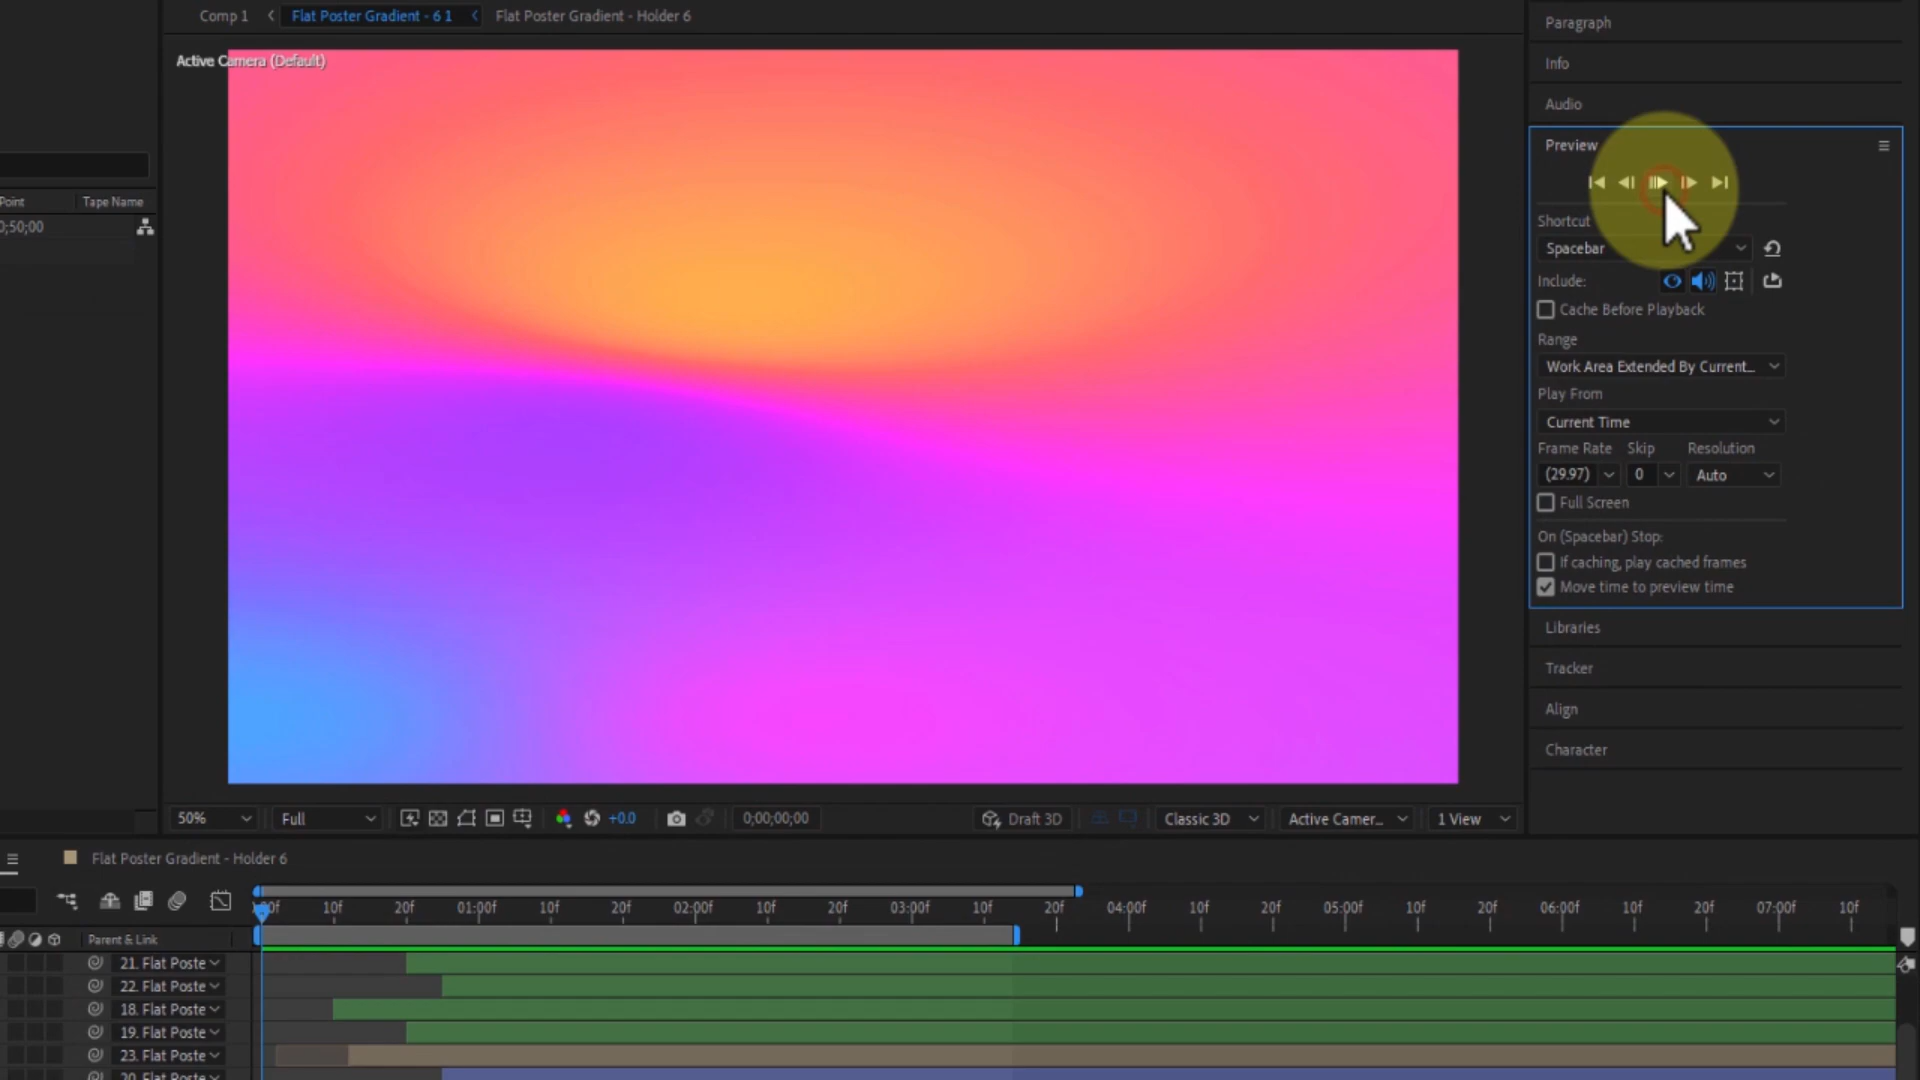 Comp 1
Flat Poster Gradient - 6 1
Flat Poster Gradient - Holder 6
Active Camera (Default)
Point
Tape Name
0;50;00
Paragraph
Info
Audio
Preview
Shortcut
Spacebar
Include:
Cache Before Playback
Range
Work Area Extended By Current...
Play From
Current Time
Frame Rate Skip Resolution
(29.97) 0 Auto
Full Screen
On (Spacebar) Stop:
If caching, play cached frames
Move time to preview time
Libraries
Tracker
Align
Character
50% Full +0.0 0;00;00;00 Draft 3D Classic 3D Active Camer... 1 View
Flat Poster Gradient - Holder 6
10f 20f 01:00f 10f 20f 02:00f 10f 20f 03:00f 10f 20f 04:00f 10f 20f 05:00f 10f 20f 06:00f 10f 20f 07:00f 10f
Parent & Link
21. Flat Poste
22. Flat Poste
18. Flat Poste
19. Flat Poste
23. Flat Poste
20. Flat Poste